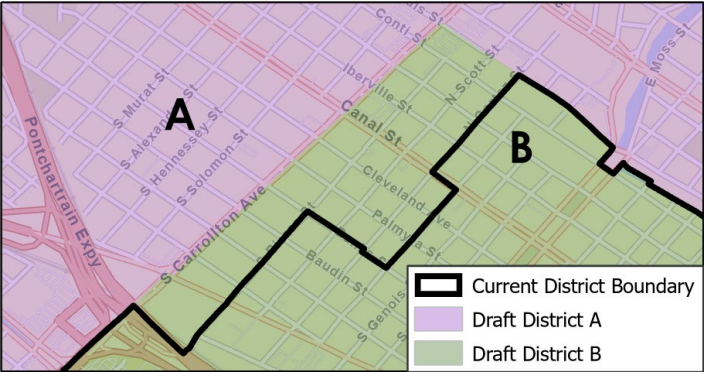 Conti St
N Scott St
E Moss St
Iberville St
Canal St
S Murat St
S Alexander St
S Hennessey St
S Solomon St
A
B
Cleveland Ave
Palmyra St
Pontchartrain Expy
S Carrollton Ave
Baudin St
S Genois
Current District Boundary
Draft District A
Draft District B